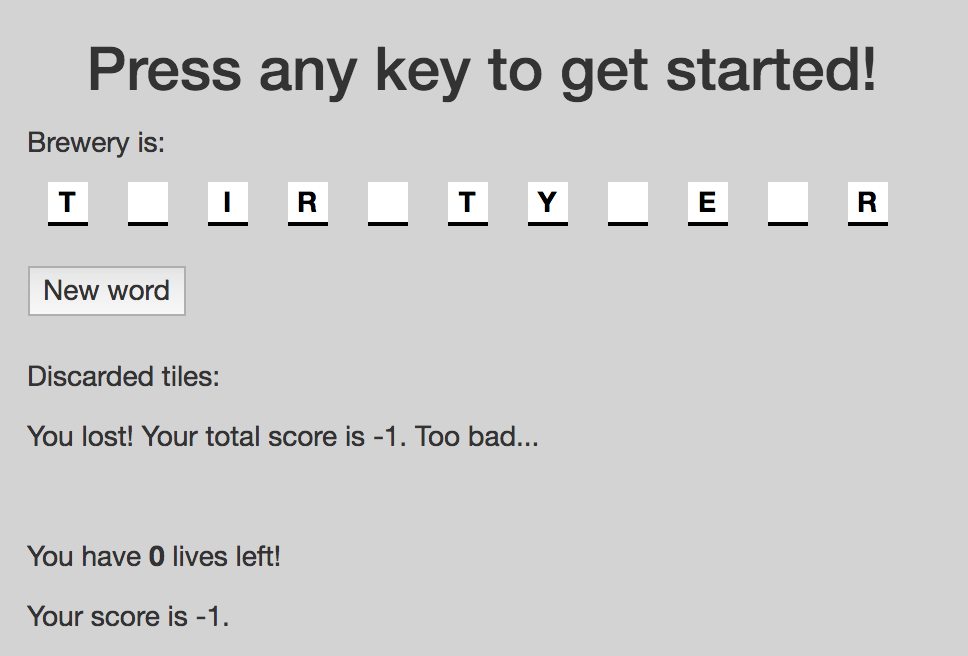 Press any key to get started!
Brewery is:
T _ I R _ T Y _ E _ R
New word
Discarded tiles:
You lost! Your total score is -1. Too bad...
You have 0 lives left!
Your score is -1.